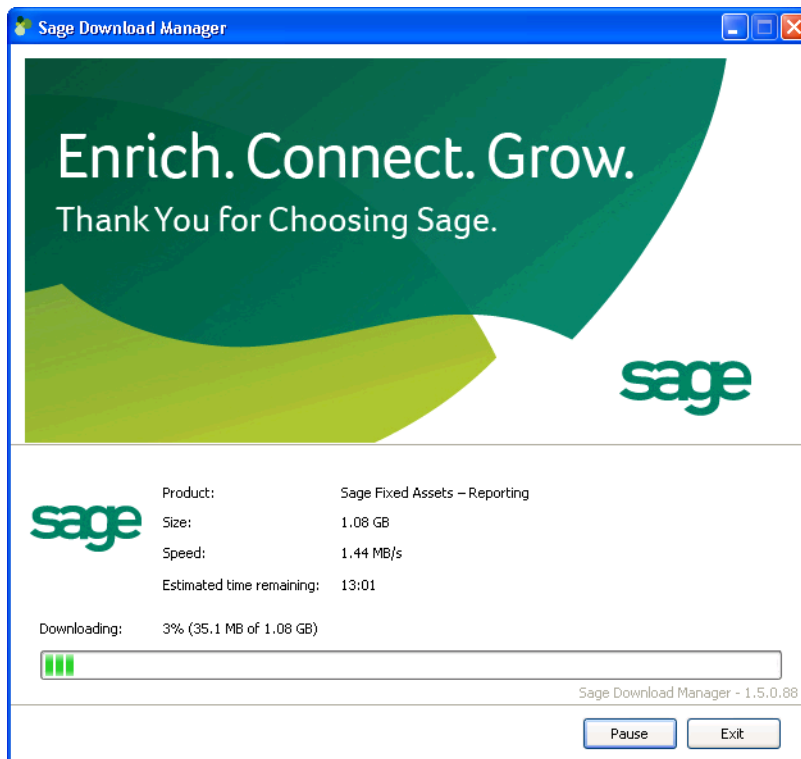 Sage Download Manager
Enrich. Connect. Grow.
Thank You for Choosing Sage.
sage
sage
Product: Sage Fixed Assets – Reporting
Size: 1.08 GB
Speed: 1.44 MB/s
Estimated time remaining: 13:01
Downloading: 3% (35.1 MB of 1.08 GB)
Sage Download Manager - 1.5.0.88
Pause Exit